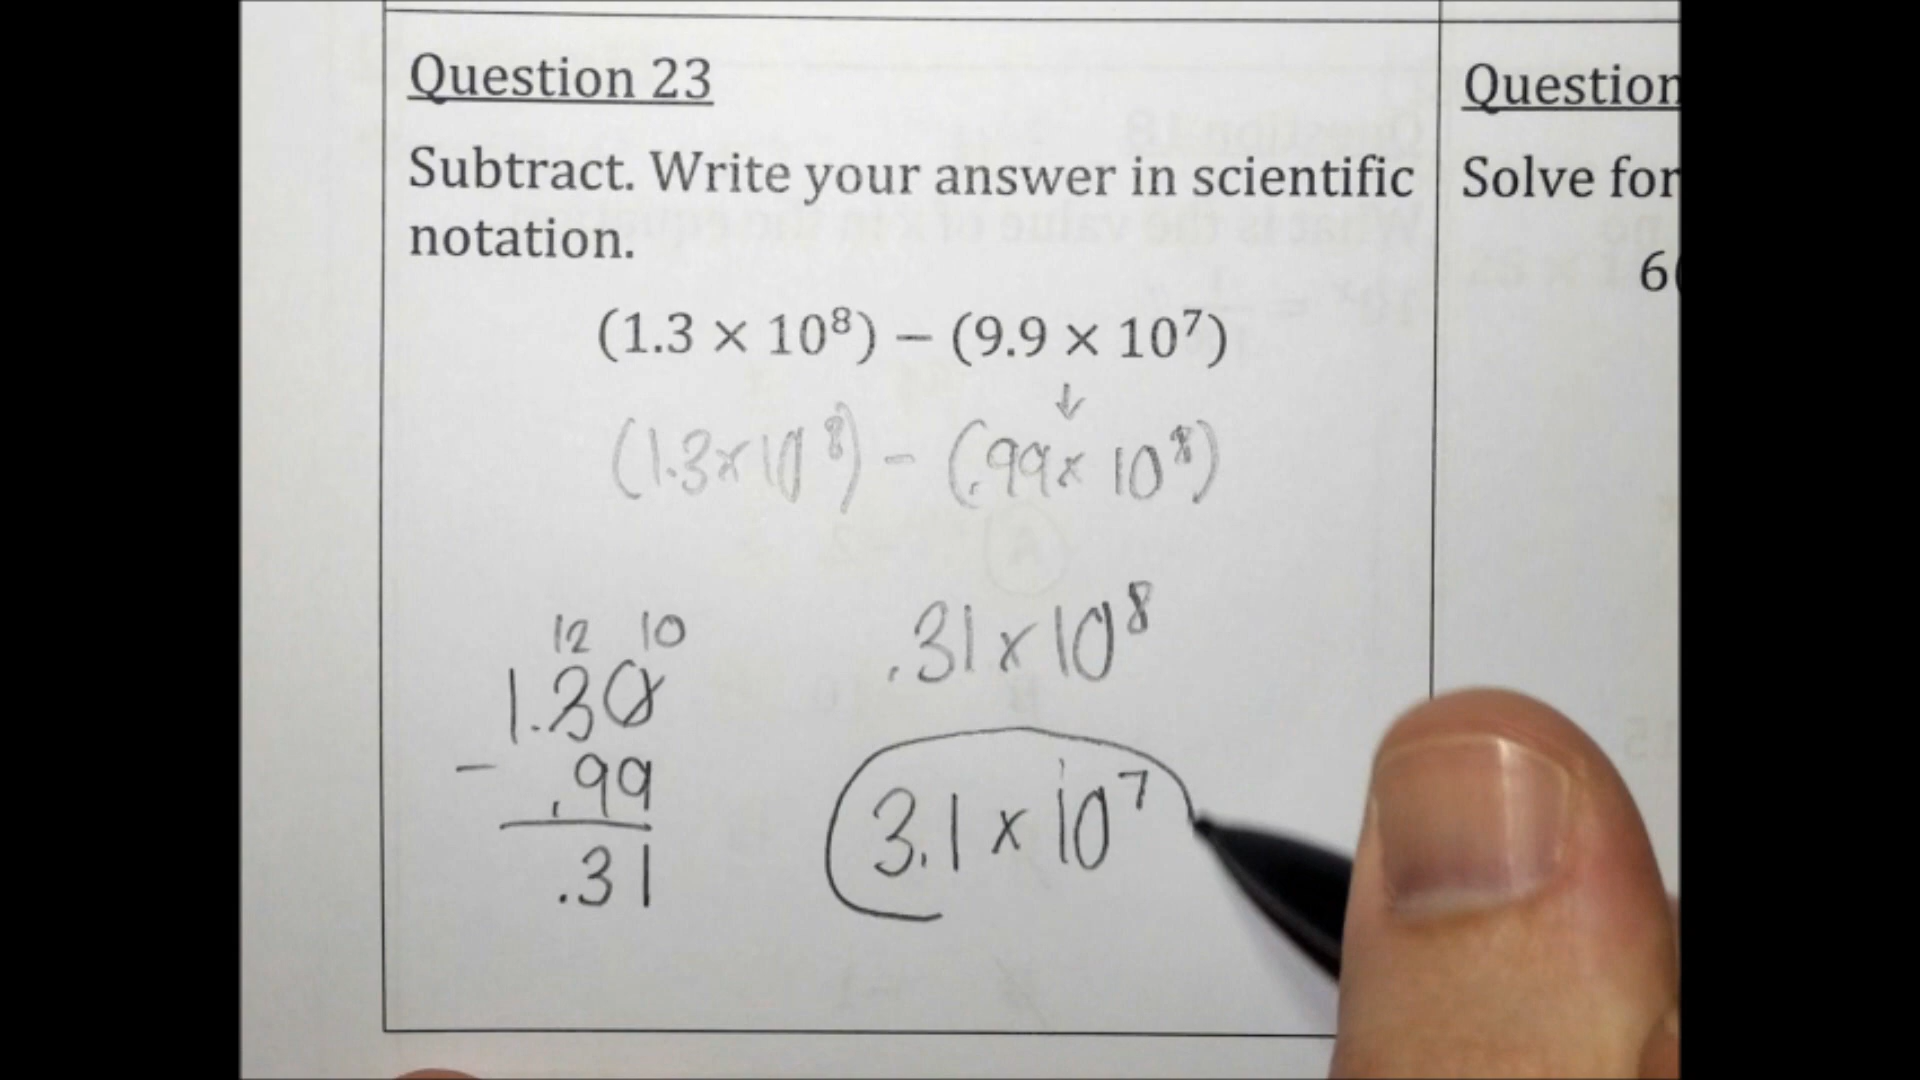 Question 23
Subtract. Write your answer in scientific
notation.
(1.3 × 10⁸) – (9.9 × 10⁷)
↓
(1.3 x 10⁸) - (.99 x 10⁸)
12 10
1.30
- .99
.31
.31 x 10⁸
3.1 x 10⁷
Question
Solve for
6(